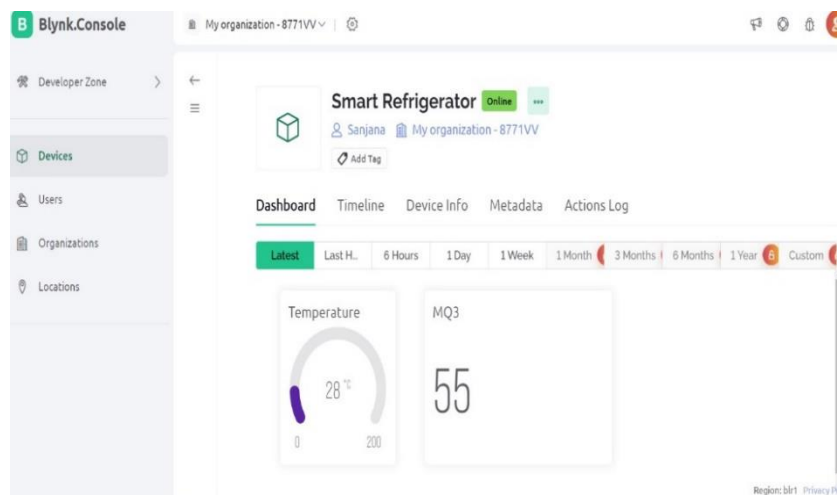 B Blynk.Console
My organization - 8771VV
Developer Zone
Devices
Users
Organizations
Locations
Smart Refrigerator Online ...
Sanjana My organization - 8771VV
Add Tag
Dashboard Timeline Device Info Metadata Actions Log
Latest Last H... 6 Hours 1 Day 1 Week 1 Month 3 Months 6 Months 1 Year Custom
Temperature
28 °C
0 200
MQ3
55
Region: blr1 Privacy P